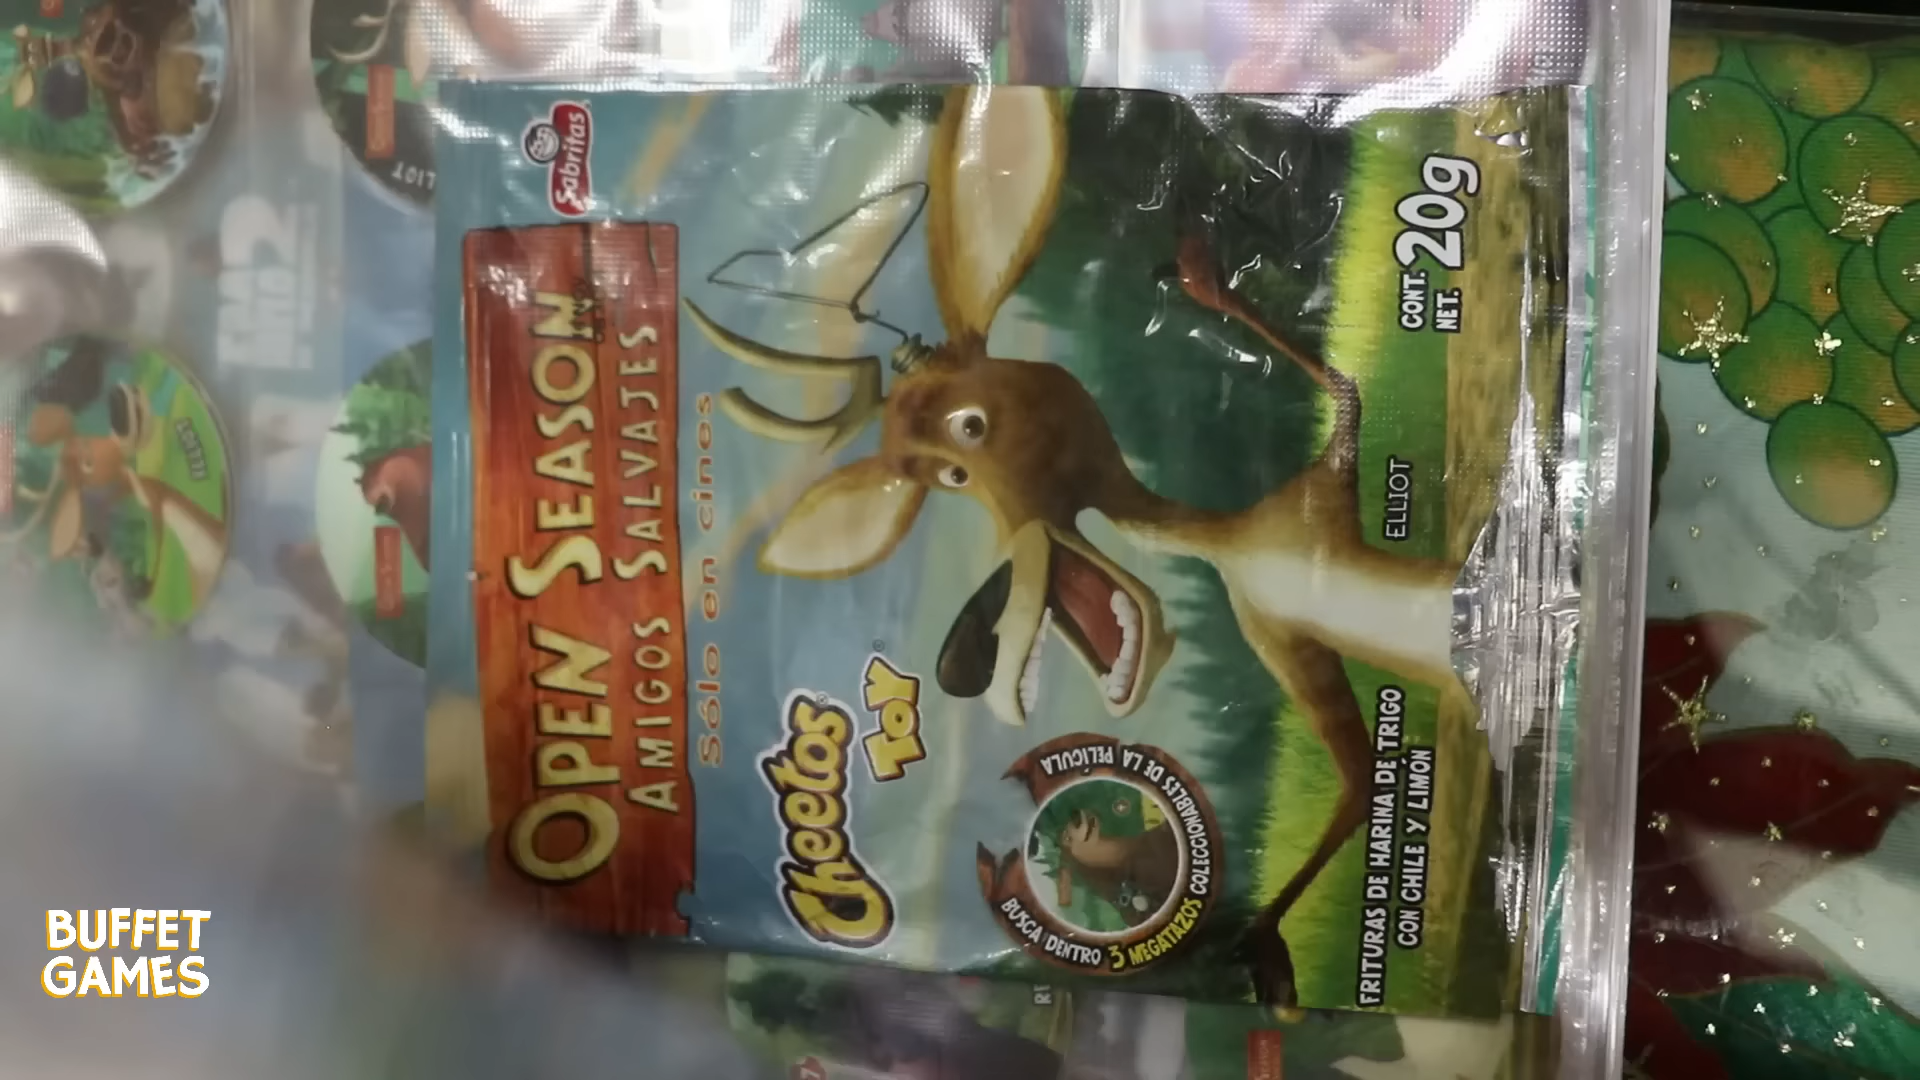 Sabritas
OPEN SEASON
AMIGOS SALVAJES
Sólo en cines
Cheetos®
TOY®
BUSCA DENTRO 3 MEGATAZOS COLECCIONABLES DE LA PELÍCULA
ELLIOT
CONT.
NET. 20g
FRITURAS DE HARINA DE TRIGO
CON CHILE Y LIMÓN
ELLIOT
BUFFET
GAMES